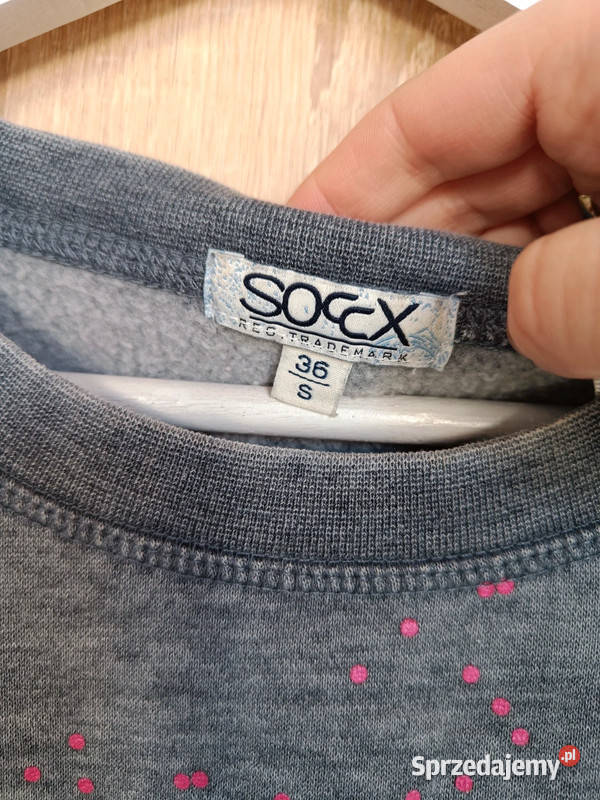 SOCCX
REG. TRADEMARK
36
S
Sprzedajemy.pl